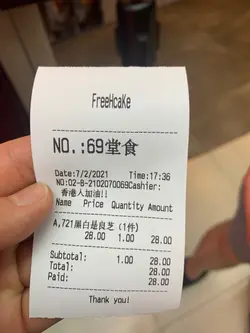 FreeHcaKe
NO.:69堂食
Date:7/2/2021 Time:17:36
NO:02-6-2102070069Cashier:
香港人加油!!
Name Price Quantity Amount
A,721黑白是良芝 (1件)
28.00 1.00 28.00
Subtotal: 1.00 28.00
Total: 28.00
Paid: 28.00
Thank you!